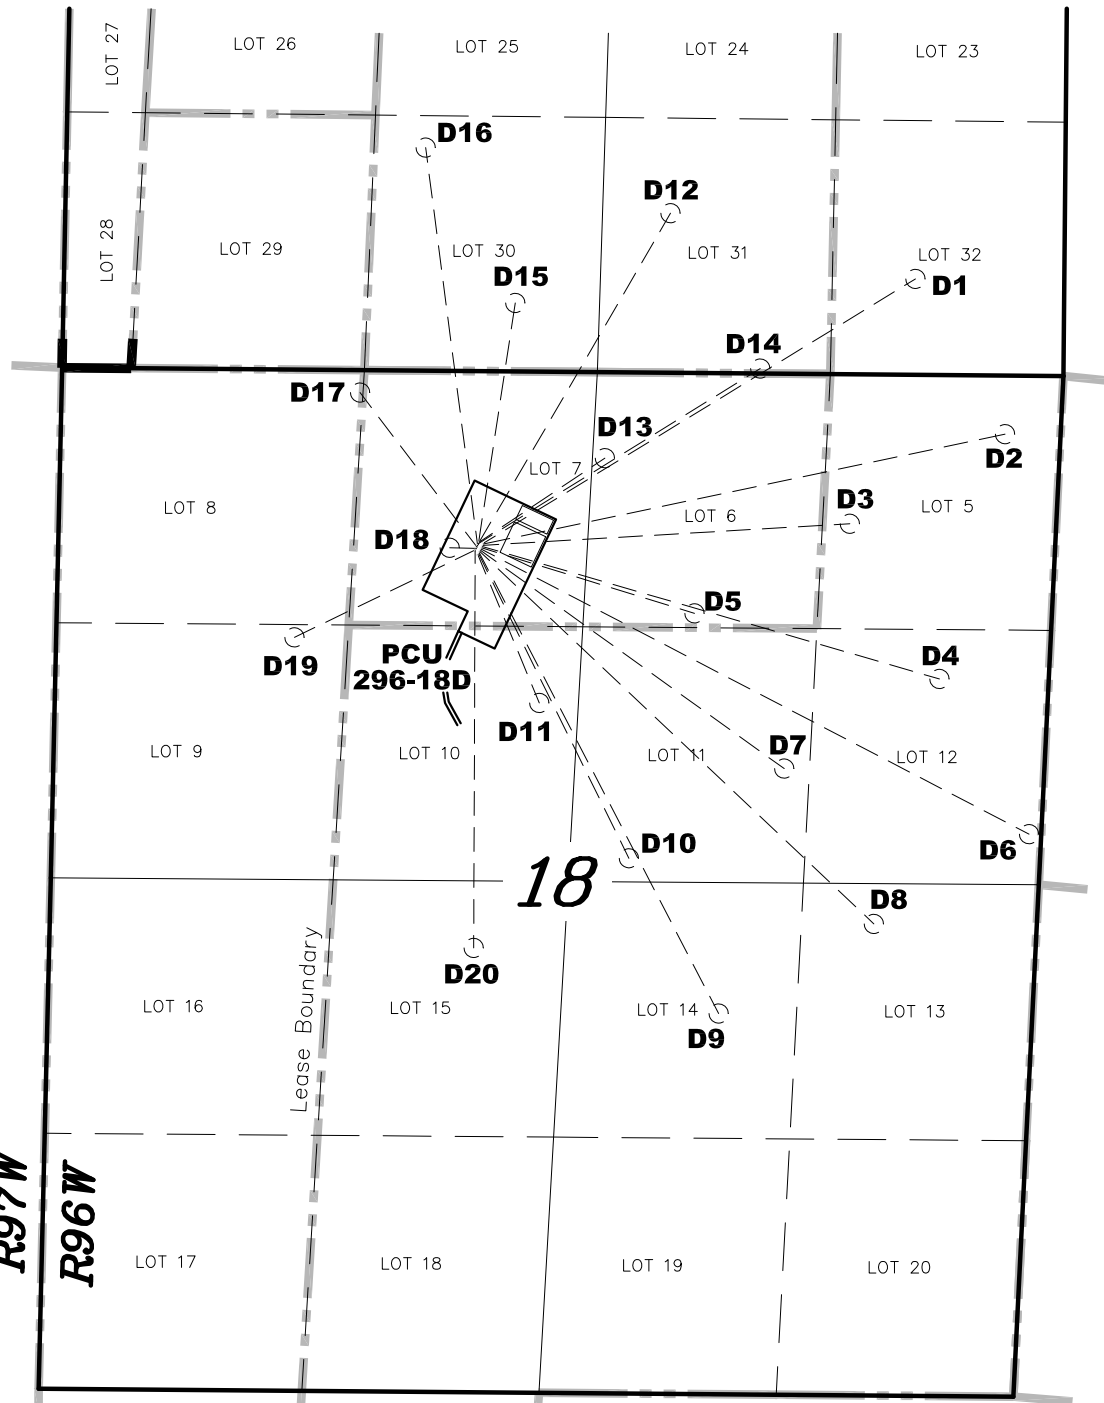 LOT 27
LOT 26
LOT 25
LOT 24
LOT 23
D16
D12
LOT 28
LOT 29
LOT 30
LOT 31
LOT 32
D15
D1
D14
D17
D13
D2
LOT 7
LOT 8
D3
LOT 6
LOT 5
D18
D5
D19
PCU
296-18D
D4
D11
LOT 9
LOT 10
LOT 11
D7
LOT 12
D10
D6
18
D8
D20
Lease Boundary
LOT 16
LOT 15
LOT 14
LOT 13
D9
R97W
R96W
LOT 17
LOT 18
LOT 19
LOT 20